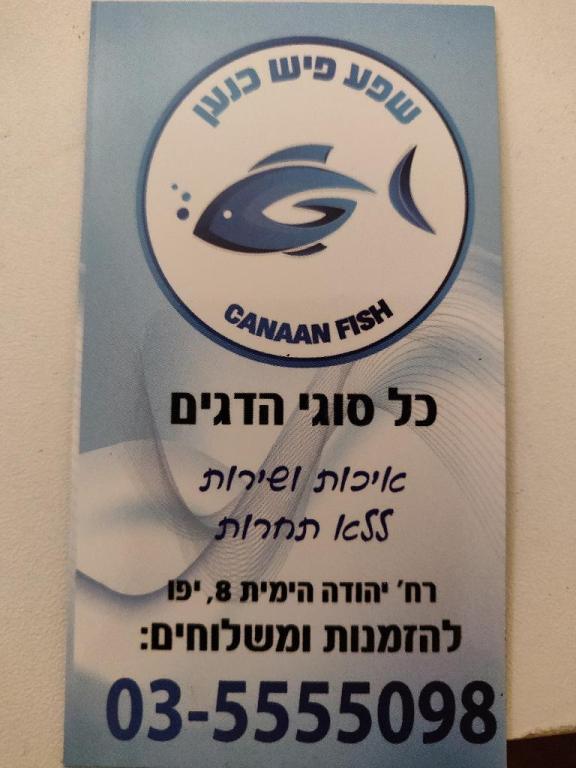 שפע פיש כנען
CANAAN FISH
כל סוגי הדגים
איכות ושירות
ללא תחרות
רח' יהודה הימית 8, יפו
להזמנות ומשלוחים:
03-5555098